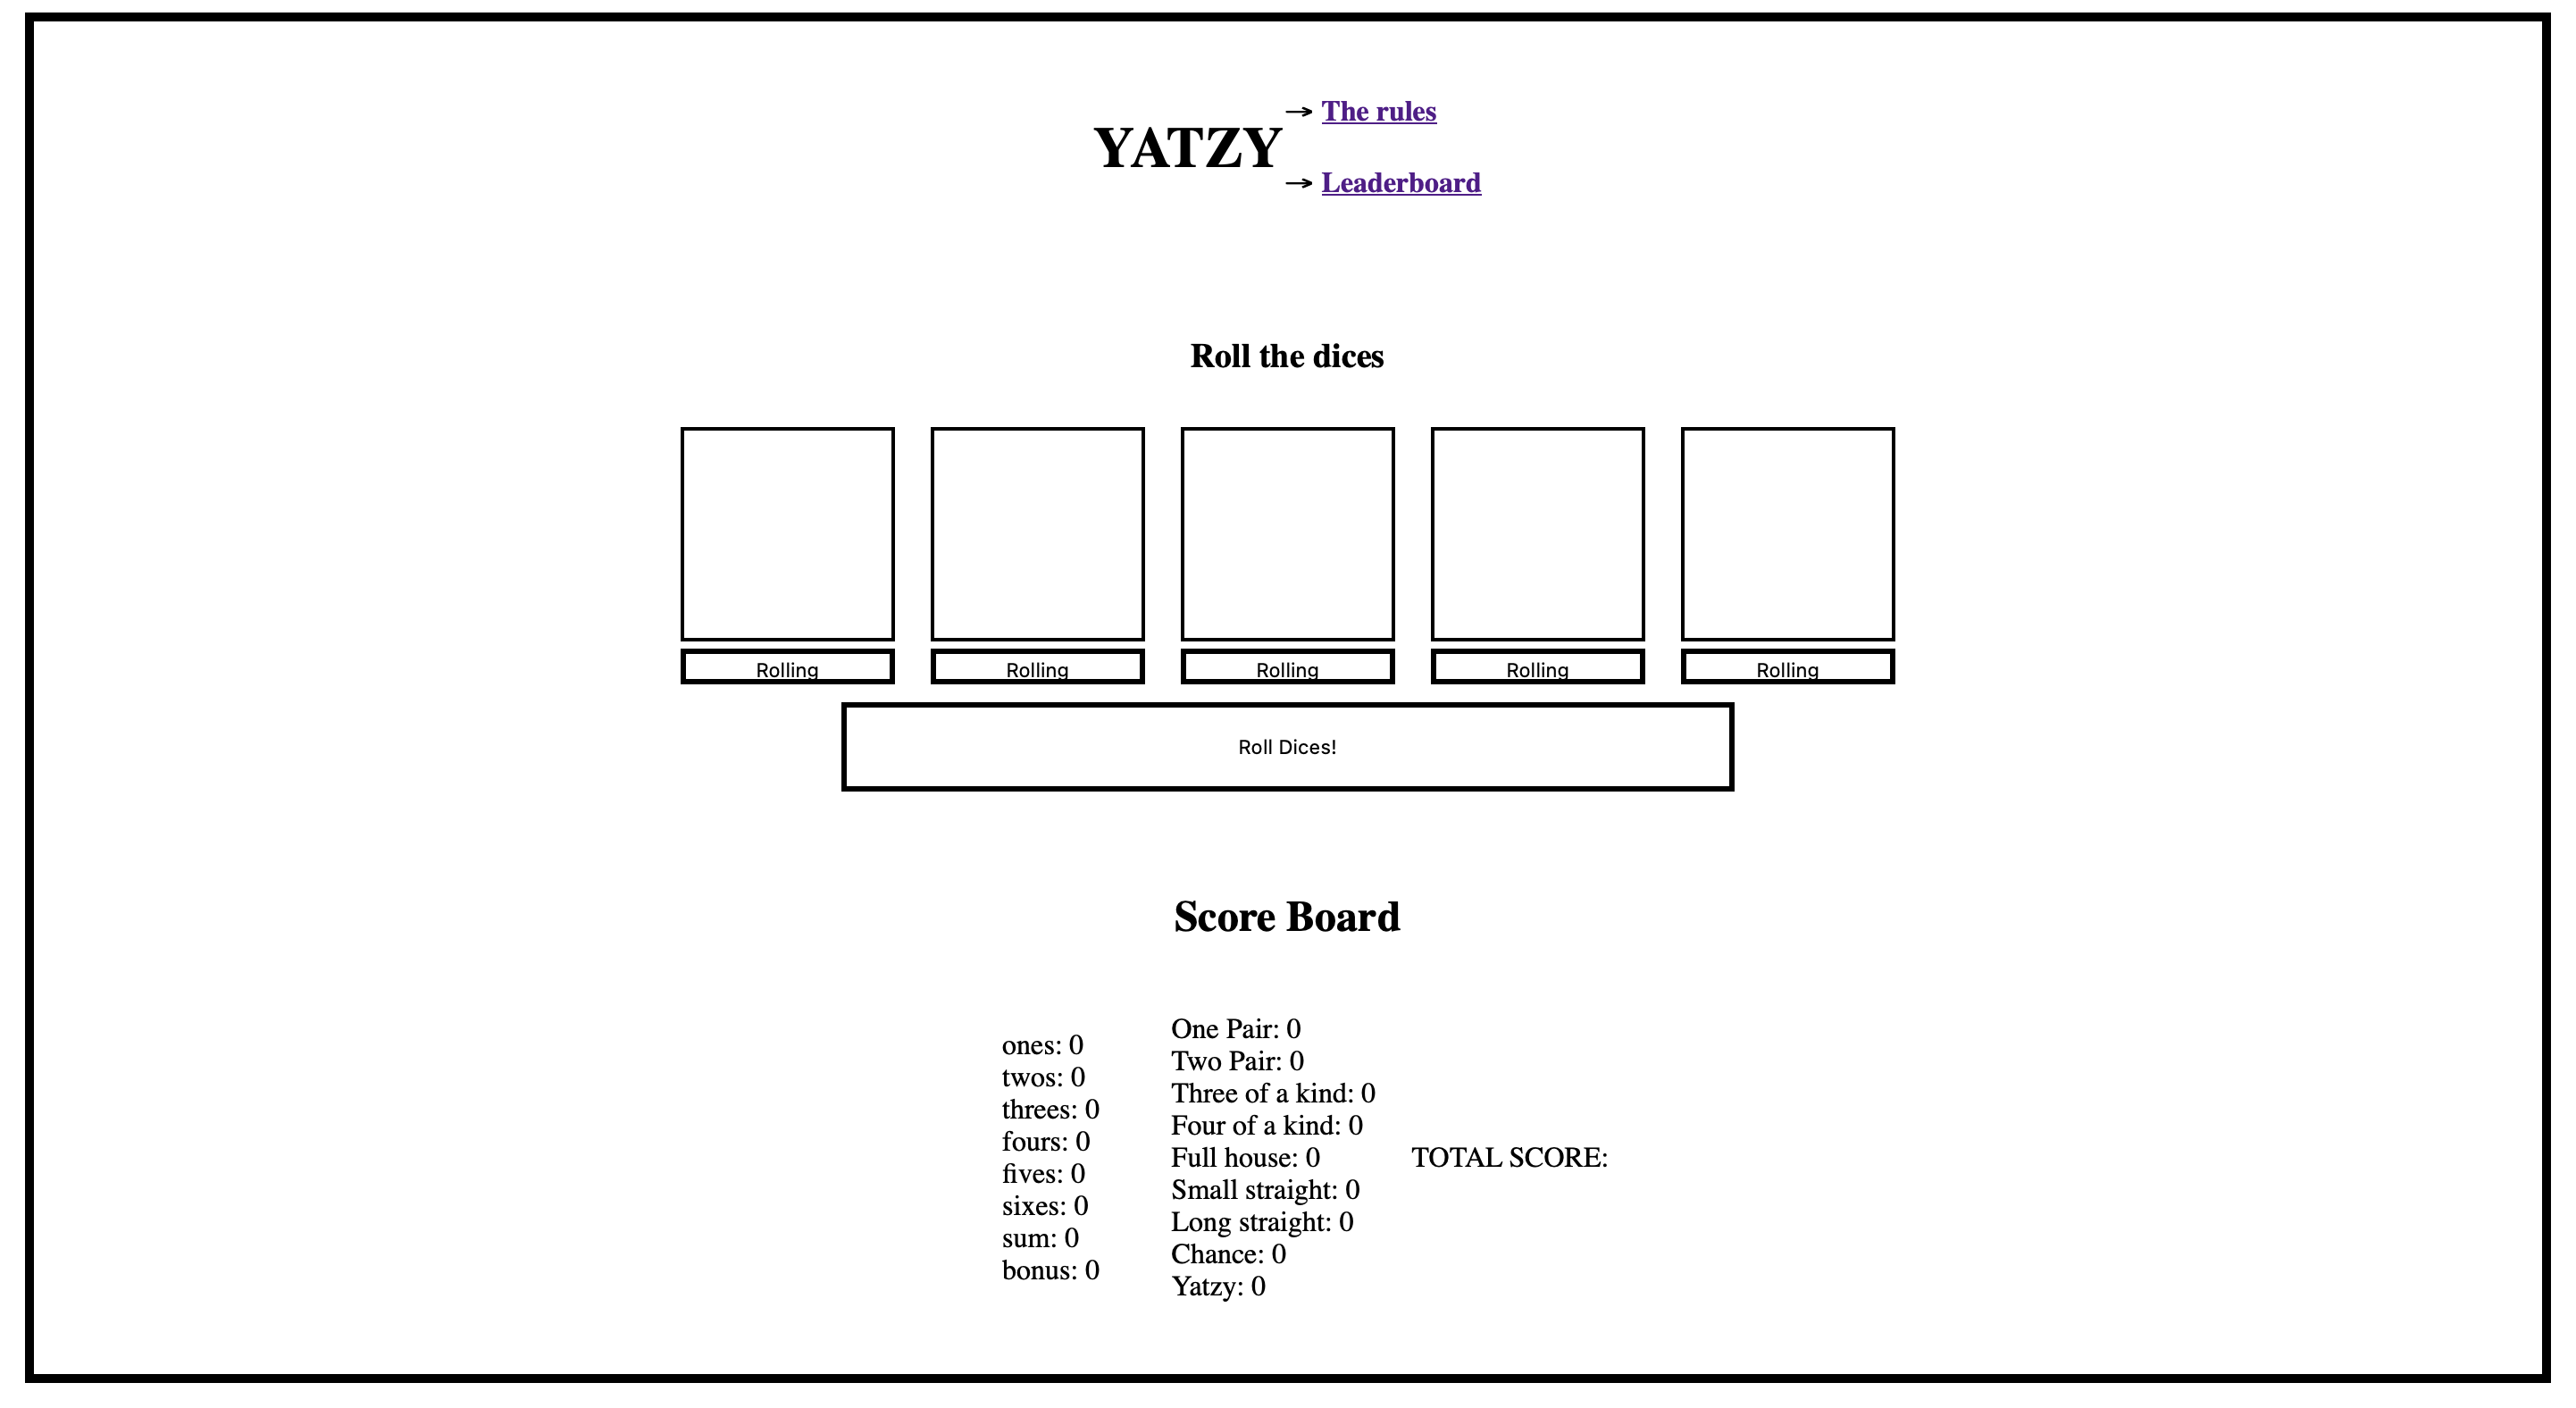 YATZY
→ The rules
→ Leaderboard
Roll the dices
Rolling
Rolling
Rolling
Rolling
Rolling
Roll Dices!
Score Board
ones: 0
twos: 0
threes: 0
fours: 0
fives: 0
sixes: 0
sum: 0
bonus: 0
One Pair: 0
Two Pair: 0
Three of a kind: 0
Four of a kind: 0
Full house: 0
Small straight: 0
Long straight: 0
Chance: 0
Yatzy: 0
TOTAL SCORE: